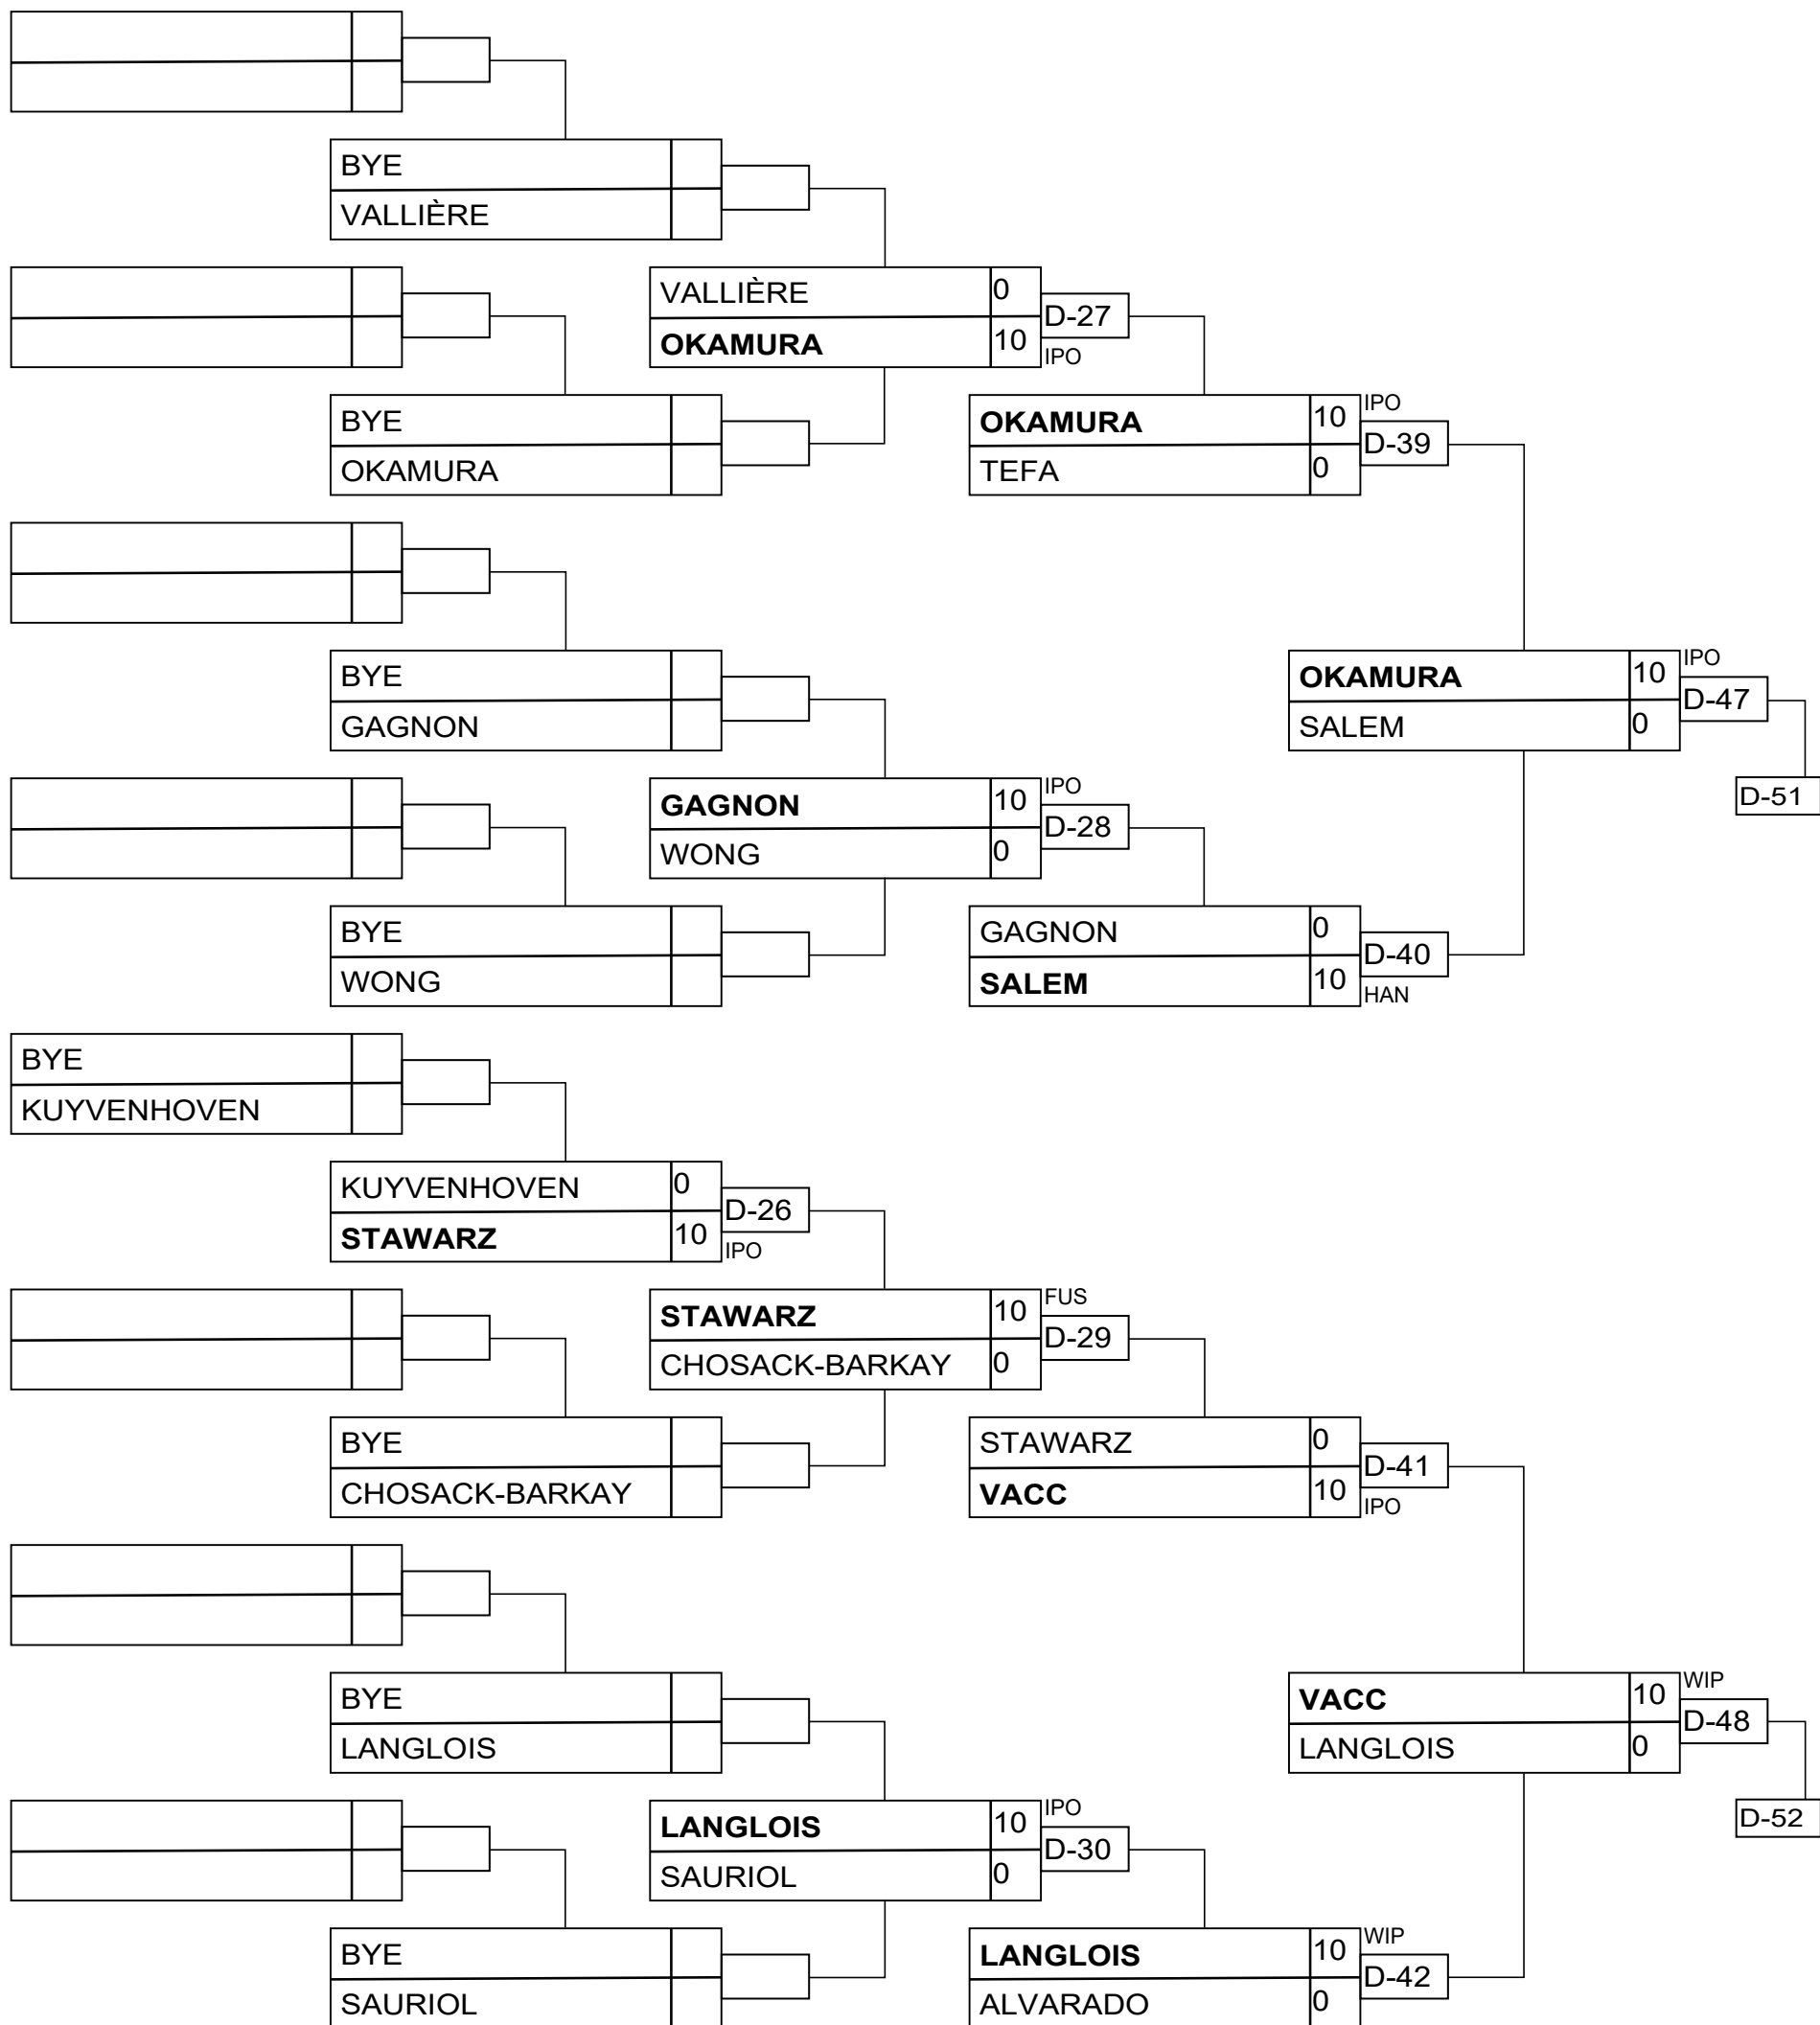 BYE
VALLIÈRE
VALLIÈRE 0
D-27
OKAMURA 10
IPO
BYE
OKAMURA
OKAMURA 10
IPO
D-39
TEFA 0
BYE
GAGNON
OKAMURA 10
IPO
D-47
SALEM 0
D-51
GAGNON 10
IPO
D-28
WONG 0
BYE
WONG
GAGNON 0
D-40
SALEM 10
HAN
BYE
KUYVENHOVEN
KUYVENHOVEN 0
D-26
STAWARZ 10
IPO
STAWARZ 10
FUS
D-29
CHOSACK-BARKAY 0
BYE
CHOSACK-BARKAY
STAWARZ 0
D-41
VACC 10
IPO
BYE
LANGLOIS
VACC 10
WIP
D-48
LANGLOIS 0
D-52
LANGLOIS 10
IPO
D-30
SAURIOL 0
BYE
SAURIOL
LANGLOIS 10
WIP
D-42
ALVARADO 0